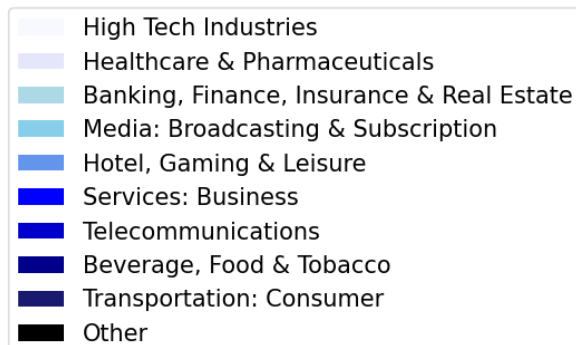 High Tech Industries
Healthcare & Pharmaceuticals
Banking, Finance, Insurance & Real Estate
Media: Broadcasting & Subscription
Hotel, Gaming & Leisure
Services: Business
Telecommunications
Beverage, Food & Tobacco
Transportation: Consumer
Other